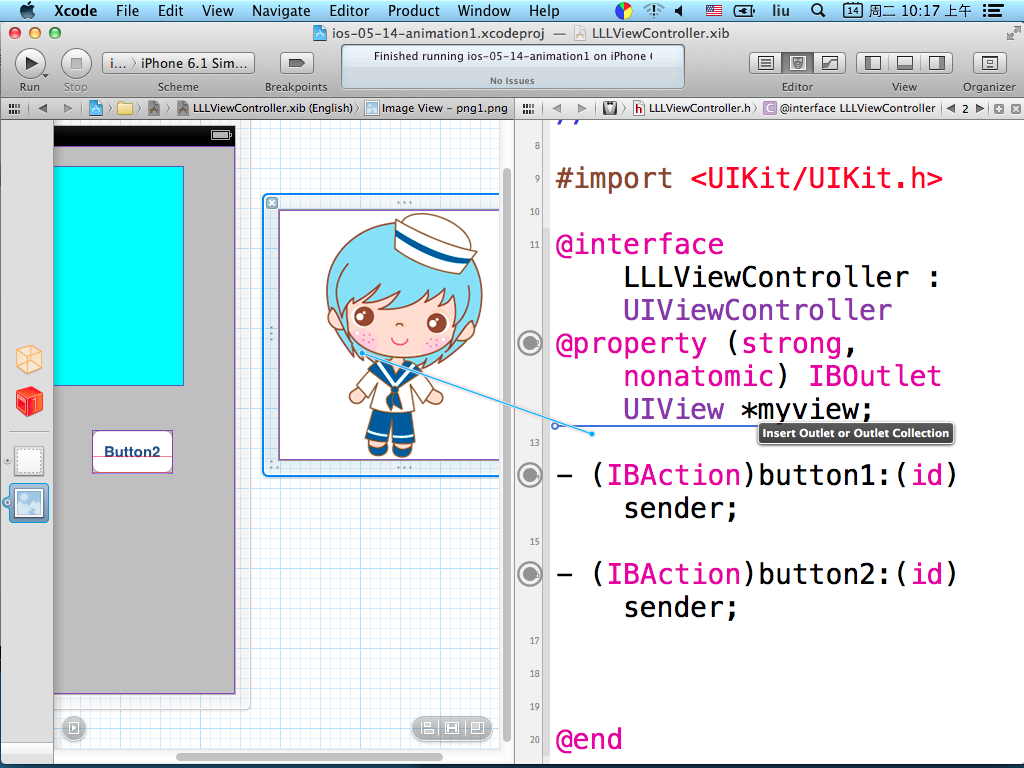 Xcode File Edit View Navigate Editor Product Window Help liu 14 周二 10:17 上午
ios-05-14-animation1.xcodeproj — LLLViewController.xib
i... iPhone 6.1 Sim...
Finished running ios-05-14-animation1 on iPhone
No Issues
Run Stop Scheme Breakpoints Editor View Organizer
LLLViewController.xib (English) Image View – png1.png
h LLLViewController.h C @interface LLLViewController 2
8
9 #import <UIKit/UIKit.h>
10
11 @interface
LLLViewController :
UIViewController
@property (strong,
nonatomic) IBOutlet
UIView *myview;
Insert Outlet or Outlet Collection
13
Button2
- (IBAction)button1:(id)
sender;
15
- (IBAction)button2:(id)
sender;
17
18
19
20 @end